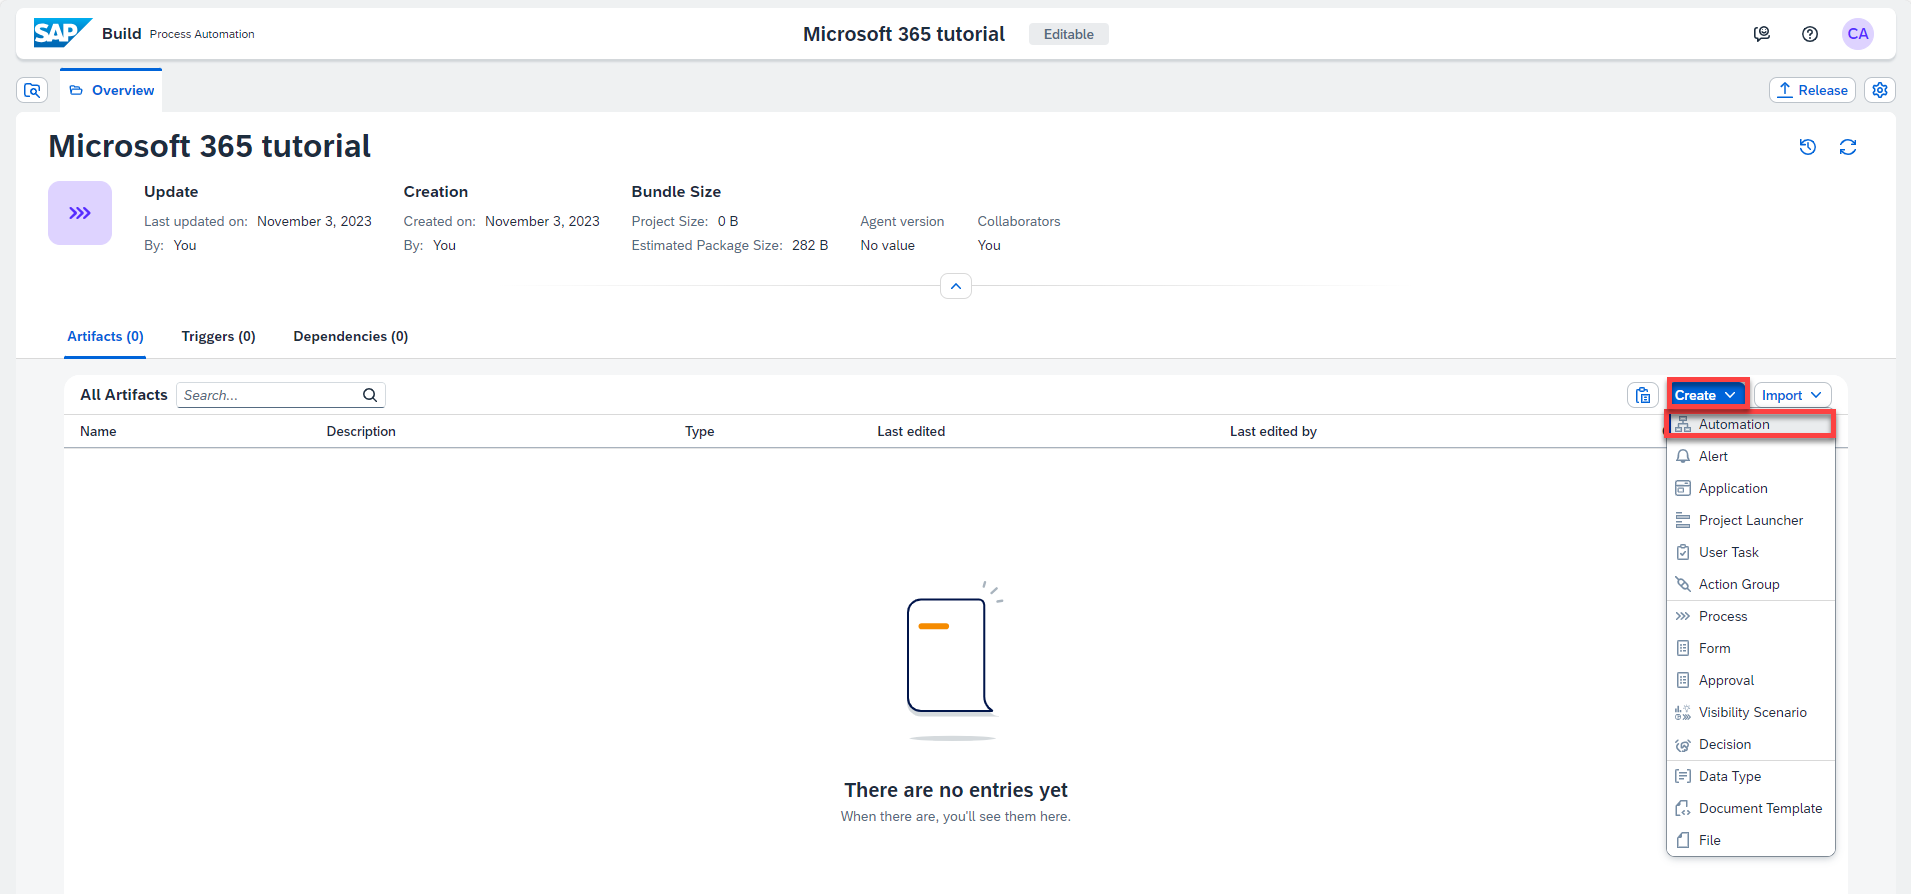 SAP Build Process Automation
Microsoft 365 tutorial Editable
CA
Overview
Release
Microsoft 365 tutorial
Update Creation Bundle Size
Last updated on: November 3, 2023 Created on: November 3, 2023 Project Size: 0 B Agent version Collaborators
By: You By: You Estimated Package Size: 282 B No value You
Artifacts (0) Triggers (0) Dependencies (0)
All Artifacts Search... Create Import
Name Description Type Last edited Last edited by
Automation
Alert
Application
Project Launcher
User Task
Action Group
Process
Form
Approval
Visibility Scenario
Decision
Data Type
Document Template
File
There are no entries yet
When there are, you'll see them here.